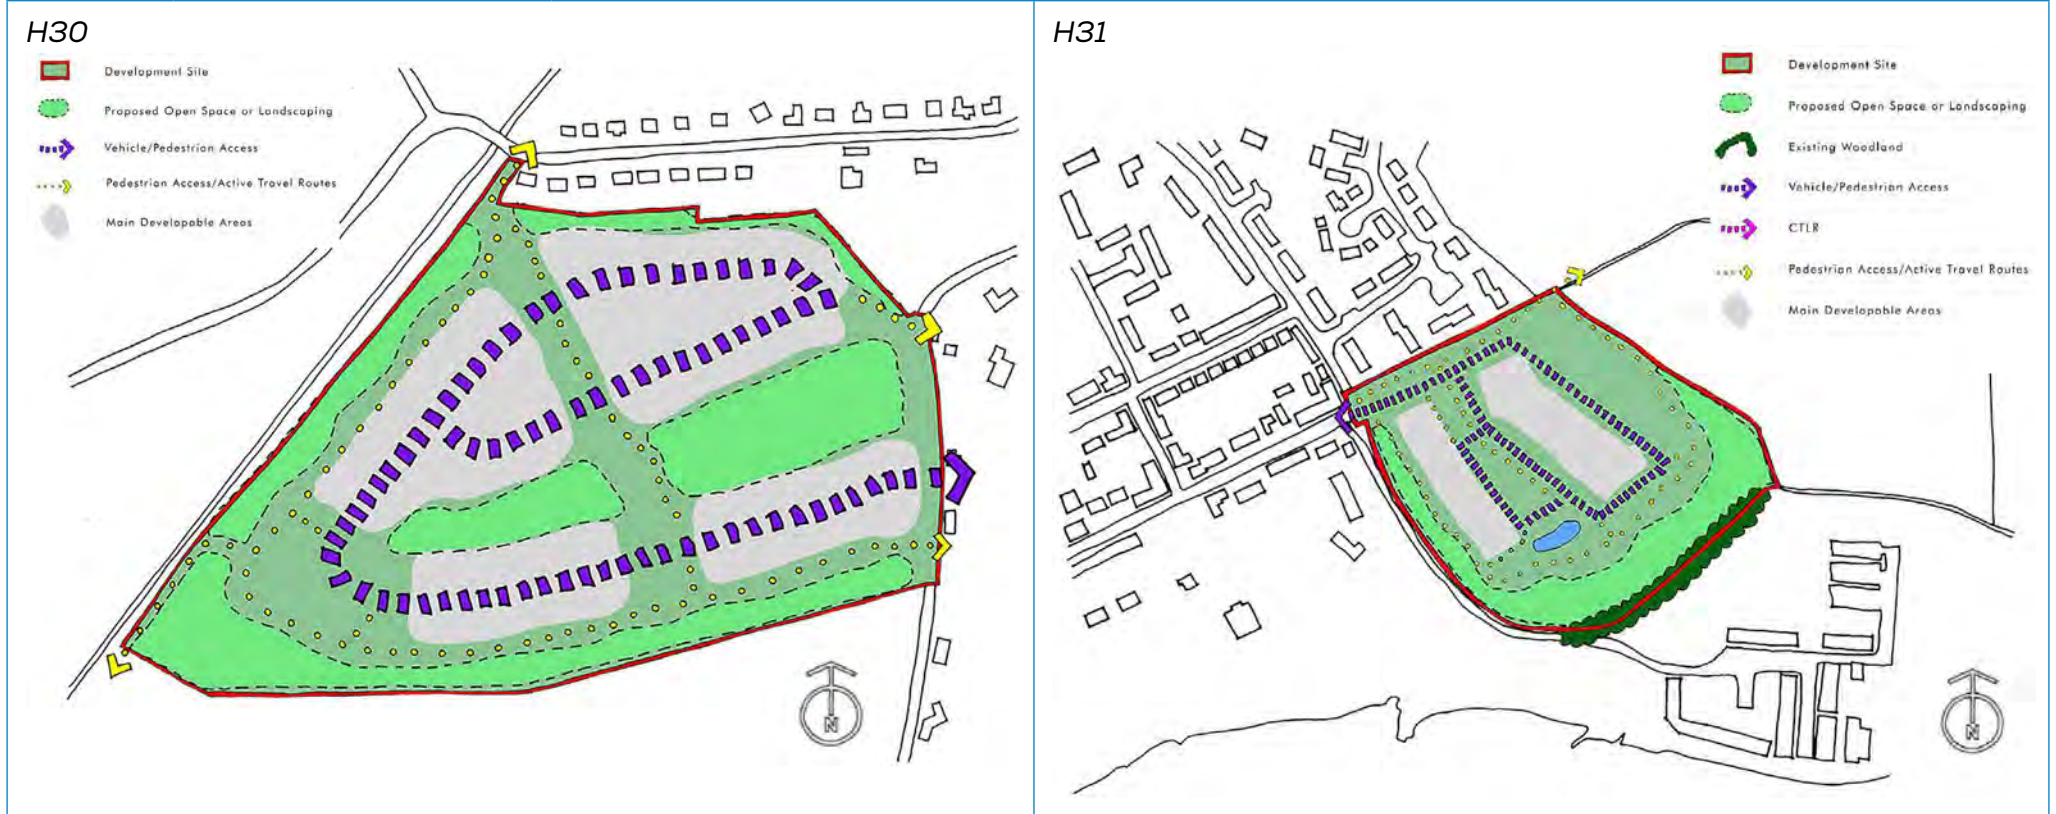 H30
Development Site
Proposed Open Space or Landscaping
Vehicle/Pedestrian Access
Pedestrian Access/Active Travel Routes
Main Developable Areas
N
H31
Development Site
Proposed Open Space or Landscaping
Existing Woodland
Vehicle/Pedestrian Access
CTLR
Pedestrian Access/Active Travel Routes
Main Developable Areas
N